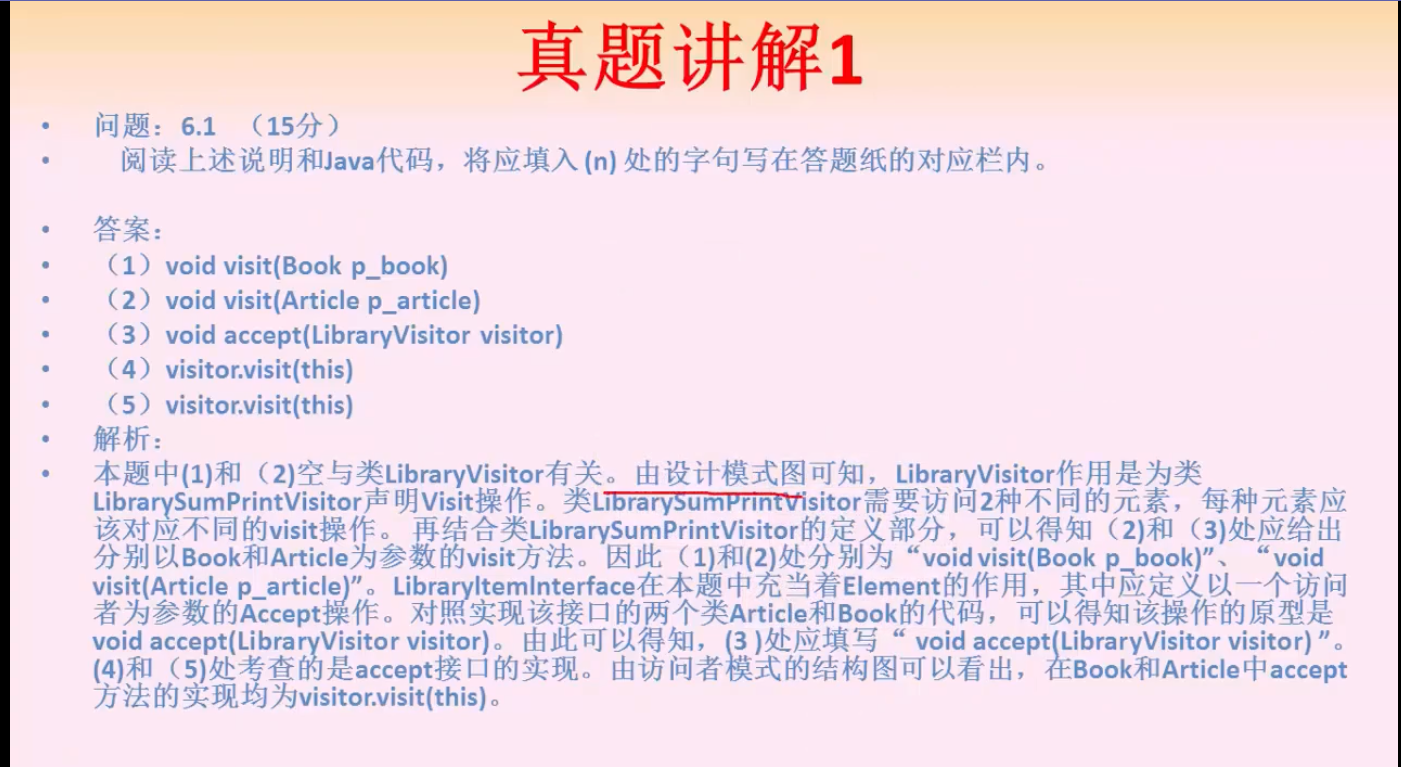 真题讲解1
• 问题：6.1 （15分）
• 阅读上述说明和Java代码，将应填入 (n) 处的字句写在答题纸的对应栏内。
• 答案：
• （1）void visit(Book p_book)
• （2）void visit(Article p_article)
• （3）void accept(LibraryVisitor visitor)
• （4）visitor.visit(this)
• （5）visitor.visit(this)
• 解析：
• 本题中(1)和（2)空与类LibraryVisitor有关。由设计模式图可知，LibraryVisitor作用是为类
LibrarySumPrintVisitor声明Visit操作。类LibrarySumPrintVisitor需要访问2种不同的元素，每种元素应
该对应不同的visit操作。再结合类LibrarySumPrintVisitor的定义部分，可以得知（2)和（3)处应给出
分别以Book和Article为参数的visit方法。因此（1)和(2)处分别为“void visit(Book p_book)”、“void
visit(Article p_article)”。LibraryItemInterface在本题中充当着Element的作用，其中应定义以一个访问
者为参数的Accept操作。对照实现该接口的两个类Article和Book的代码，可以得知该操作的原型是
void accept(LibraryVisitor visitor)。由此可以得知，(3 )处应填写“ void accept(LibraryVisitor visitor) ”。
(4)和（5)处考查的是accept接口的实现。由访问者模式的结构图可以看出，在Book和Article中accept
方法的实现均为visitor.visit(this)。